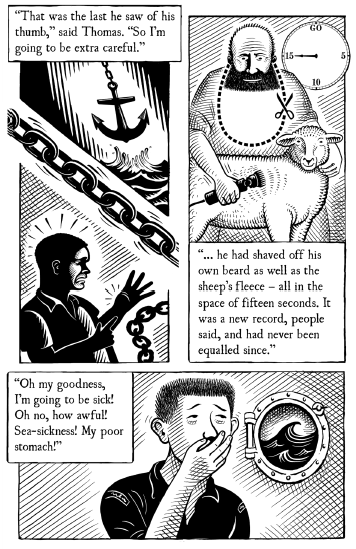 “That was the last he saw of his
thumb,” said Thomas. “So I’m
going to be extra careful.”
GO
15
5
10
“... he had shaved off his
own beard as well as the
sheep’s fleece – all in the
space of fifteen seconds. It
was a new record, people
said, and had never been
equalled since.”
“Oh my goodness,
I’m going to be sick!
Oh no, how awful!
Sea-sickness! My poor
stomach!”